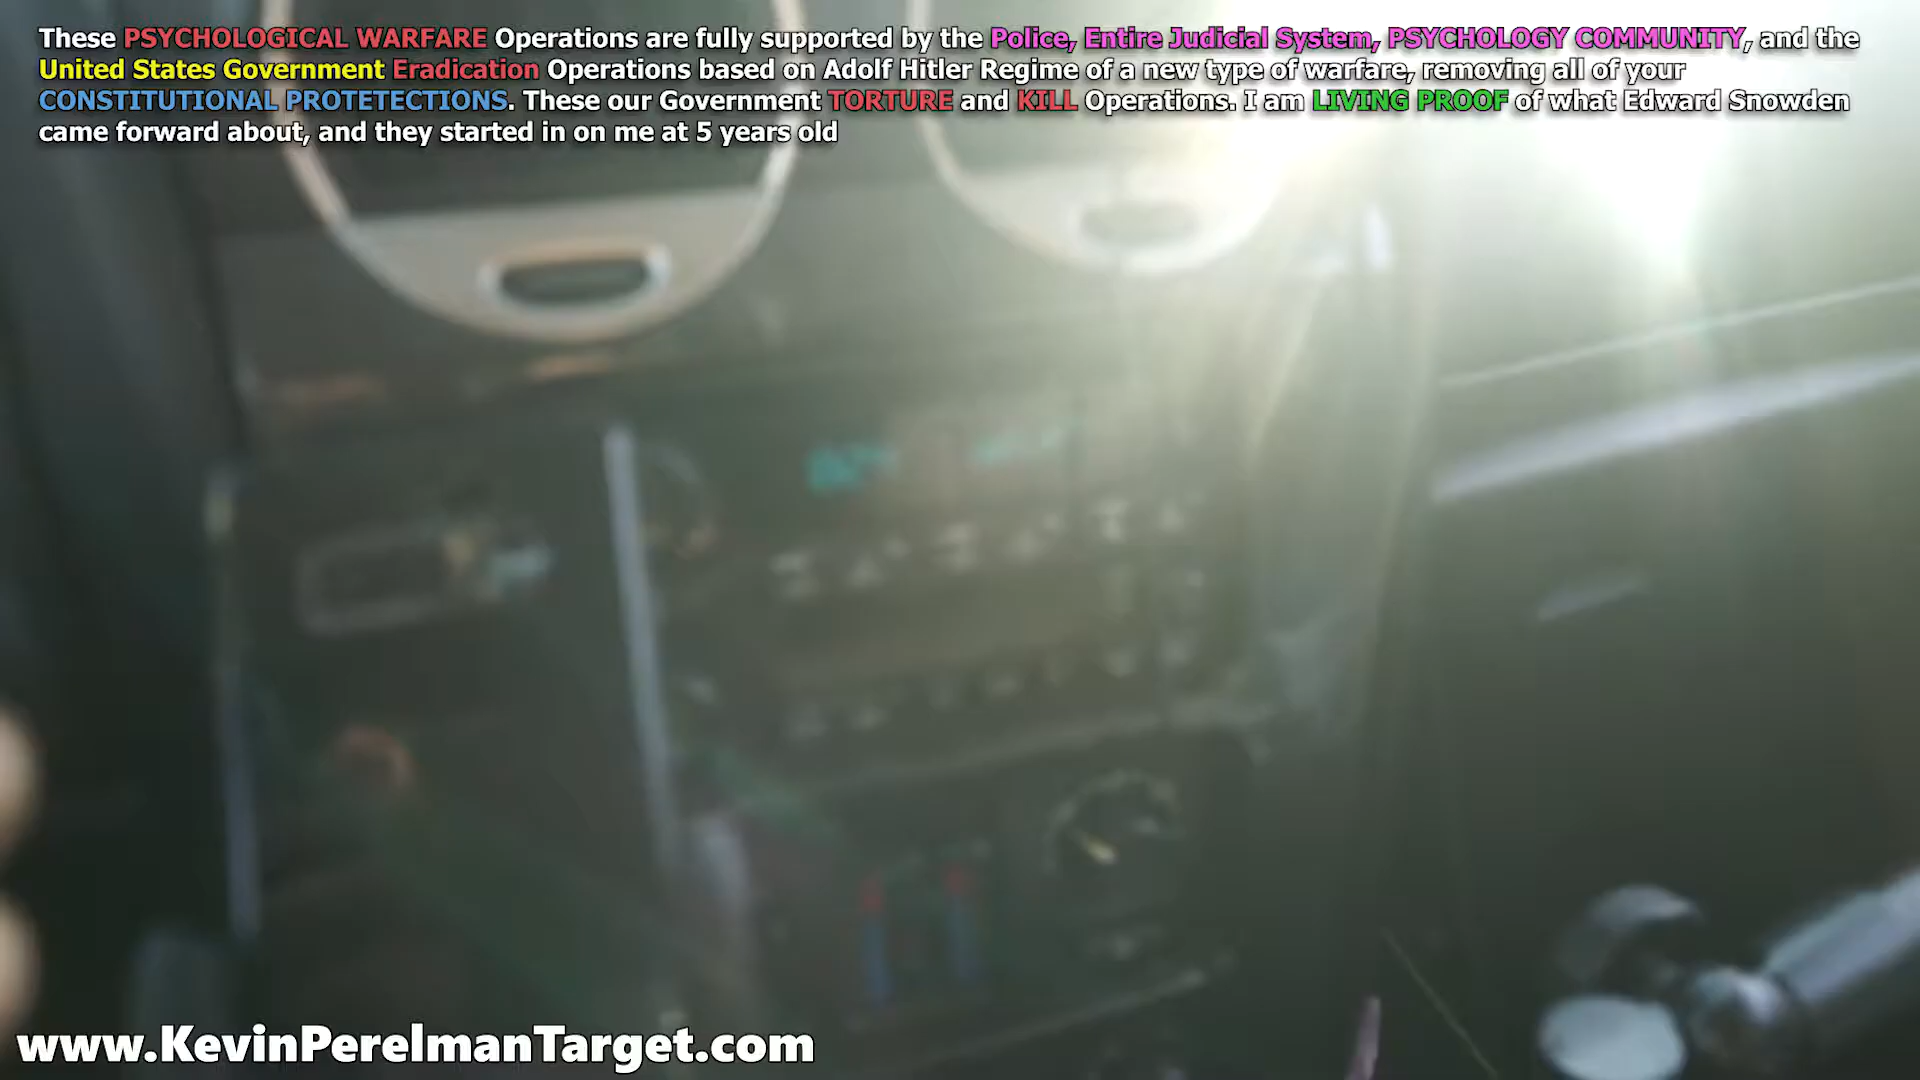 These PSYCHOLOGICAL WARFARE Operations are fully supported by the Police, Entire Judicial System, PSYCHOLOGY COMMUNITY, and the
United States Government Eradication Operations based on Adolf Hitler Regime of a new type of warfare, removing all of your
CONSTITUTIONAL PROTETECTIONS. These our Government TORTURE and KILL Operations. I am LIVING PROOF of what Edward Snowden
came forward about, and they started in on me at 5 years old
www.KevinPerelmanTarget.com